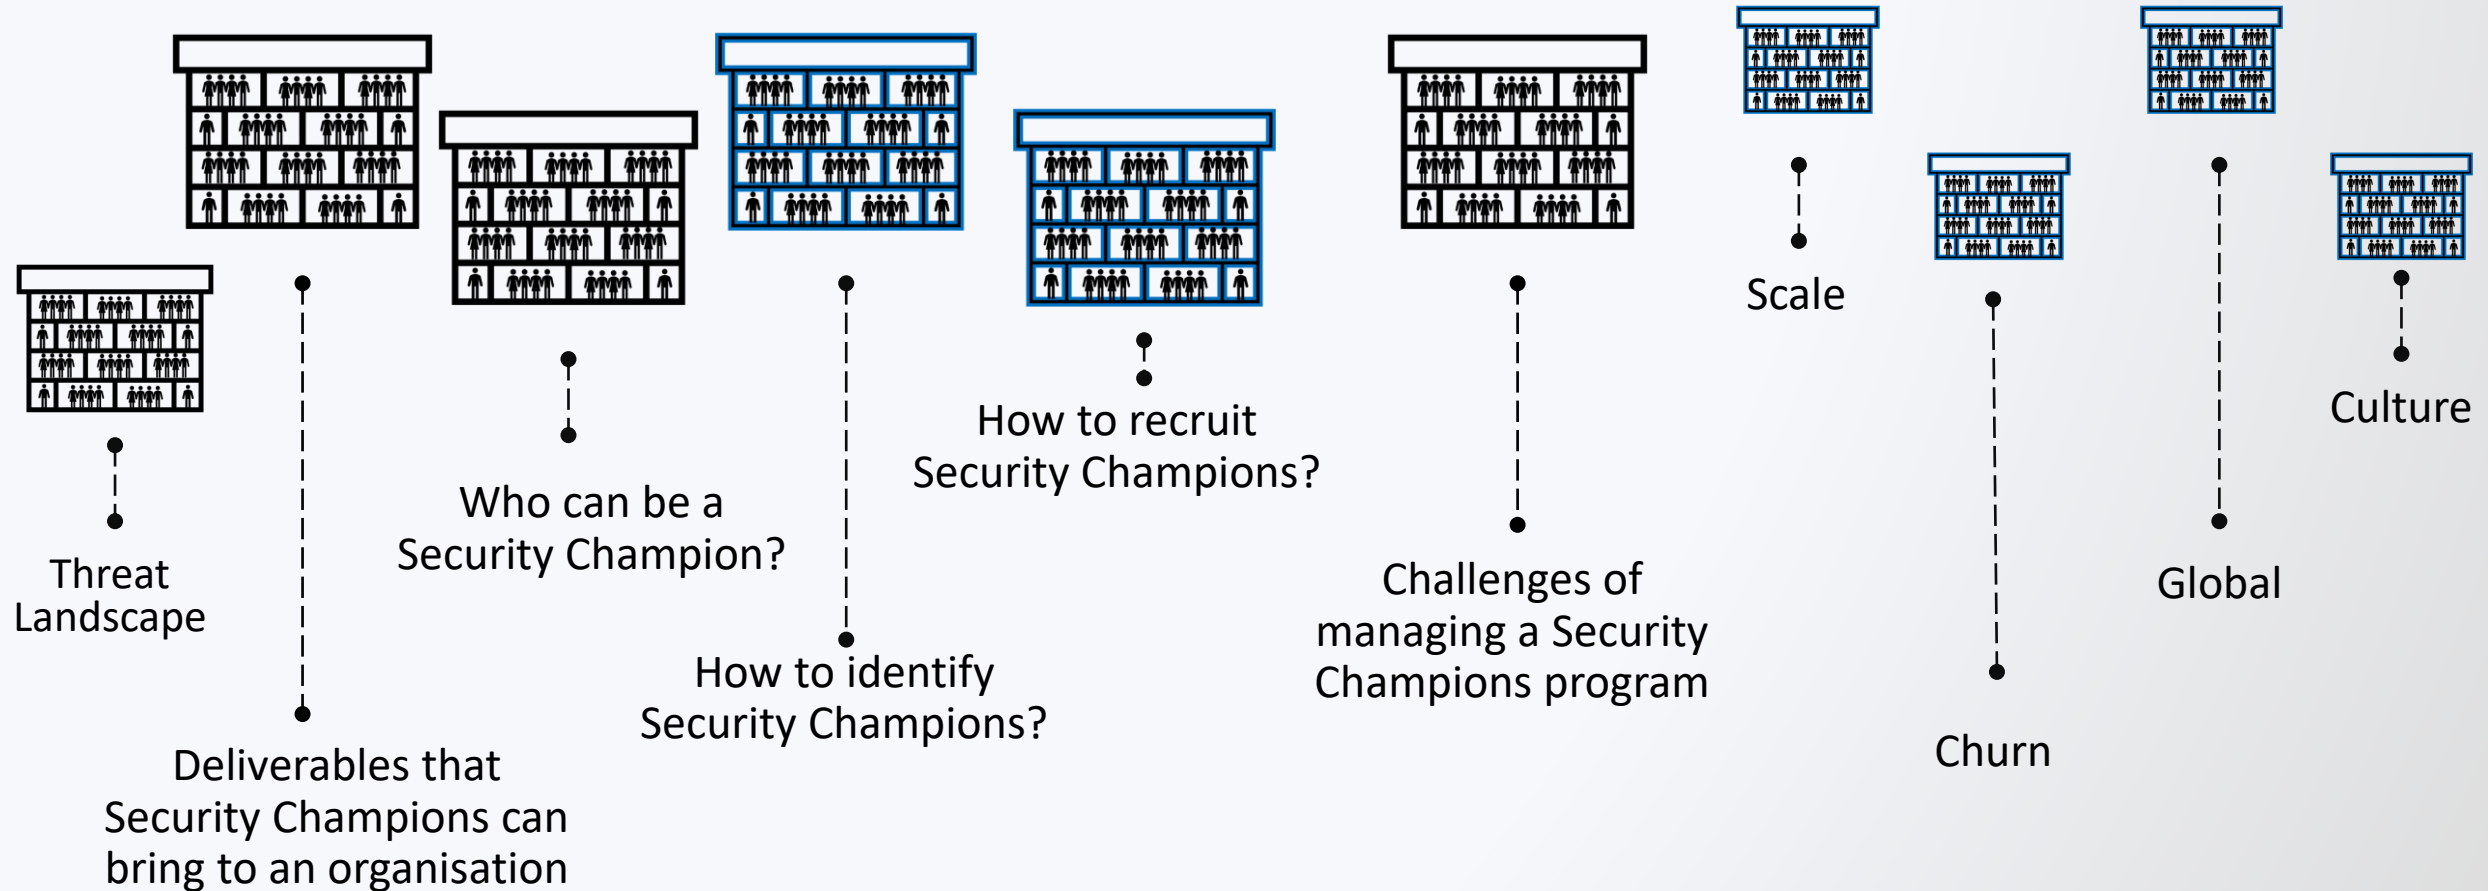 Threat
Landscape
Deliverables that
Security Champions can
bring to an organisation
Who can be a
Security Champion?
How to identify
Security Champions?
How to recruit
Security Champions?
Challenges of
managing a Security
Champions program
Scale
Churn
Global
Culture